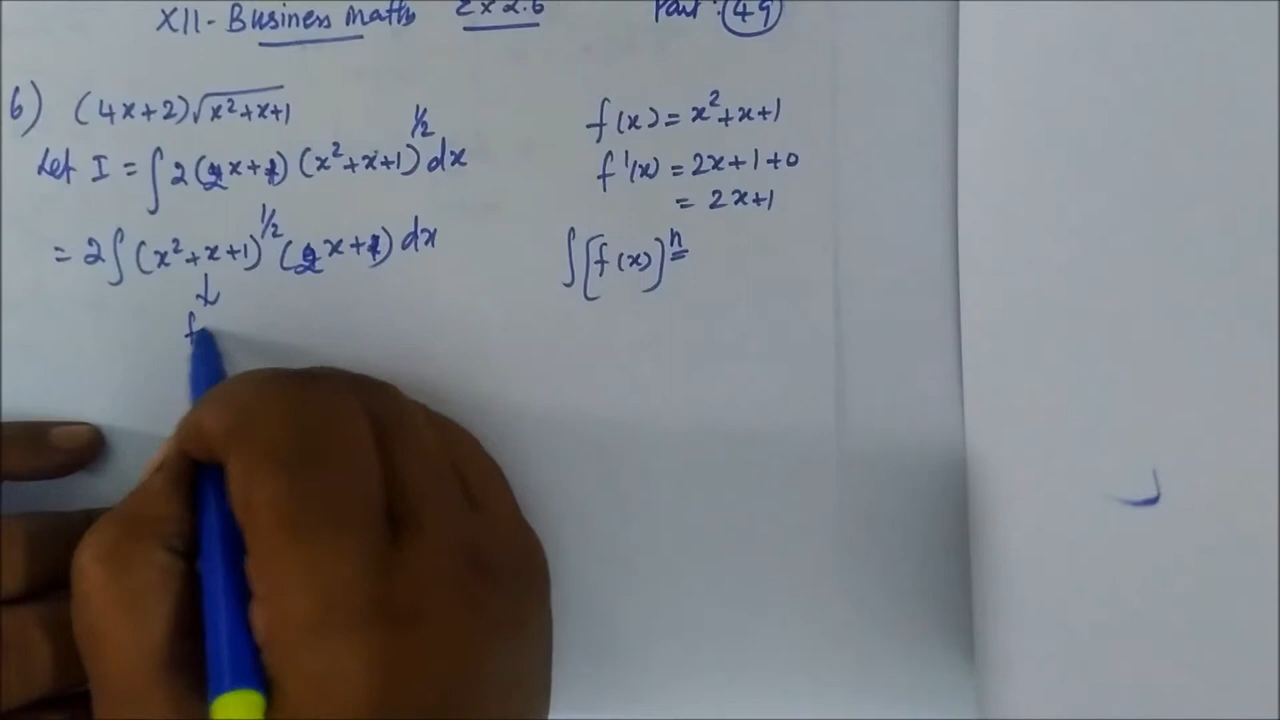 XII - Business Maths Ex 2.6 Part : 49
6) (4x+2)√x²+x+1
Let I = ∫ 2(2x+1) (x²+x+1)^1/2 dx
= 2∫(x²+x+1)^1/2 (2x+1) dx
↓
f
f(x) = x²+x+1
f'(x) = 2x+1+0
= 2x+1
∫[f(x)]^n